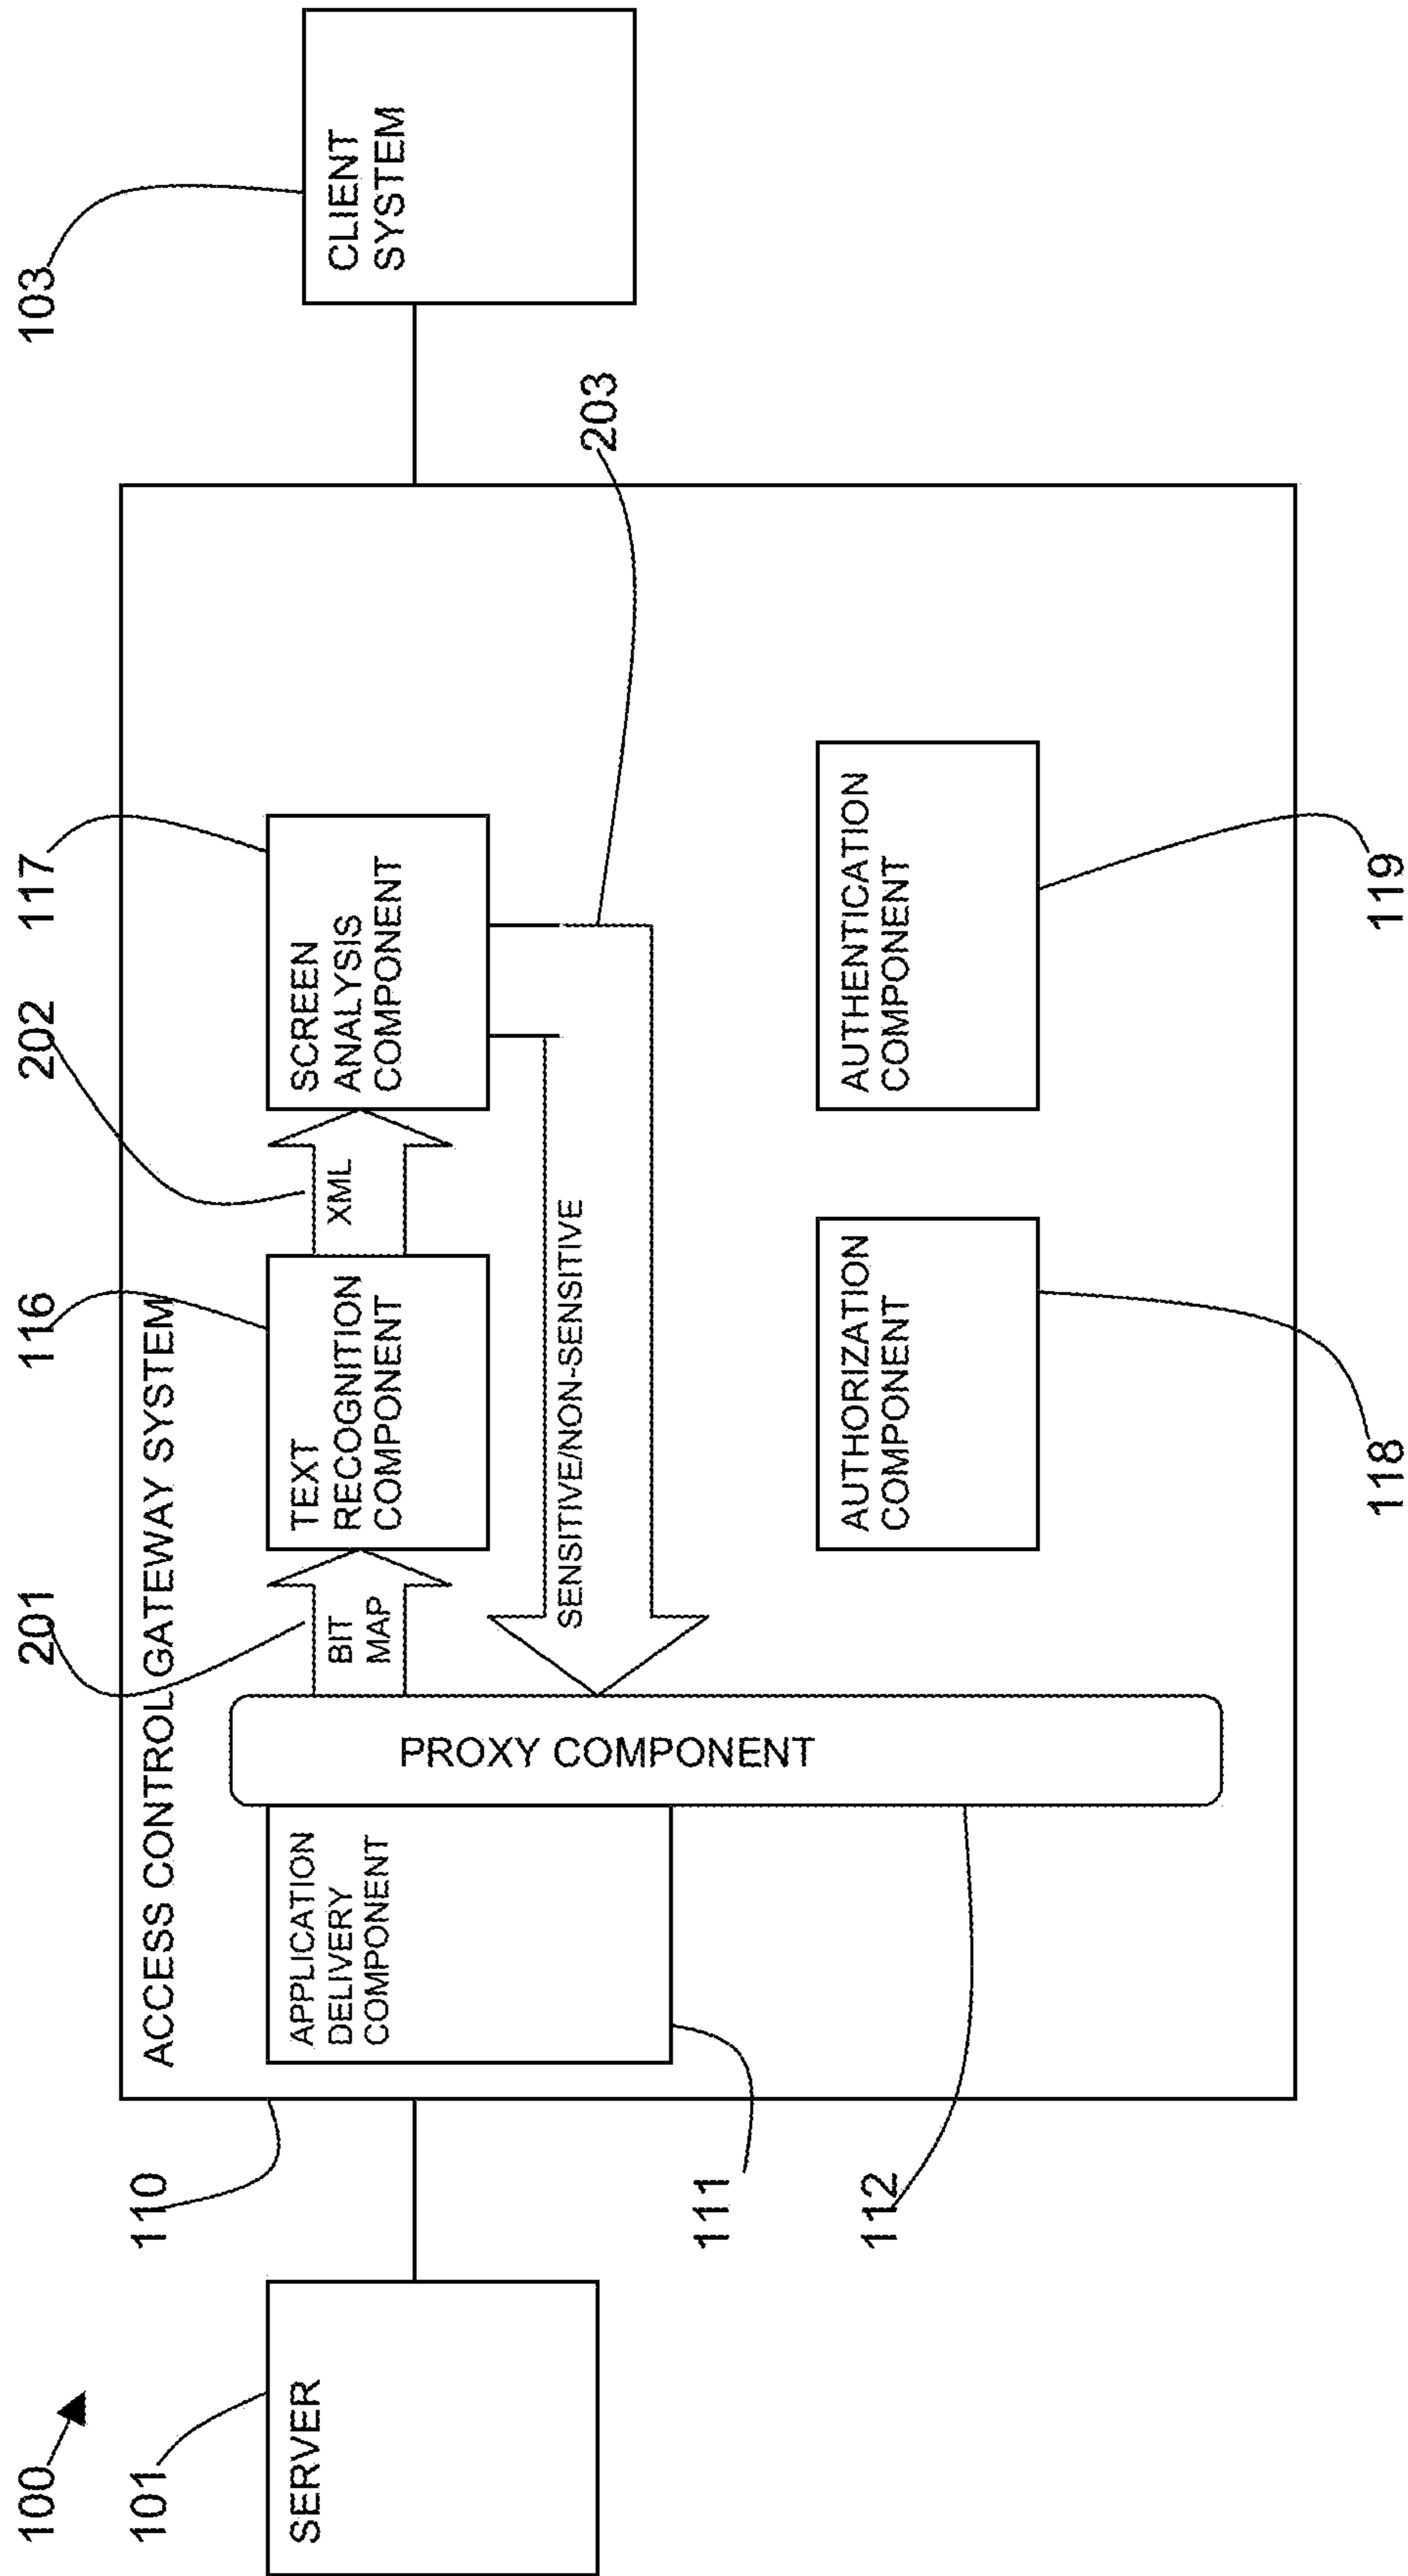 100
101
SERVER
110
ACCESS CONTROL GATEWAY SYSTEM
APPLICATION
DELIVERY
COMPONENT
111
PROXY COMPONENT
112
201
BIT
MAP
116
TEXT
RECOGNITION
COMPONENT
202
XML
117
SCREEN
ANALYSIS
COMPONENT
SENSITIVE/NON-SENSITIVE
203
AUTHORIZATION
COMPONENT
118
AUTHENTICATION
COMPONENT
119
103
CLIENT
SYSTEM